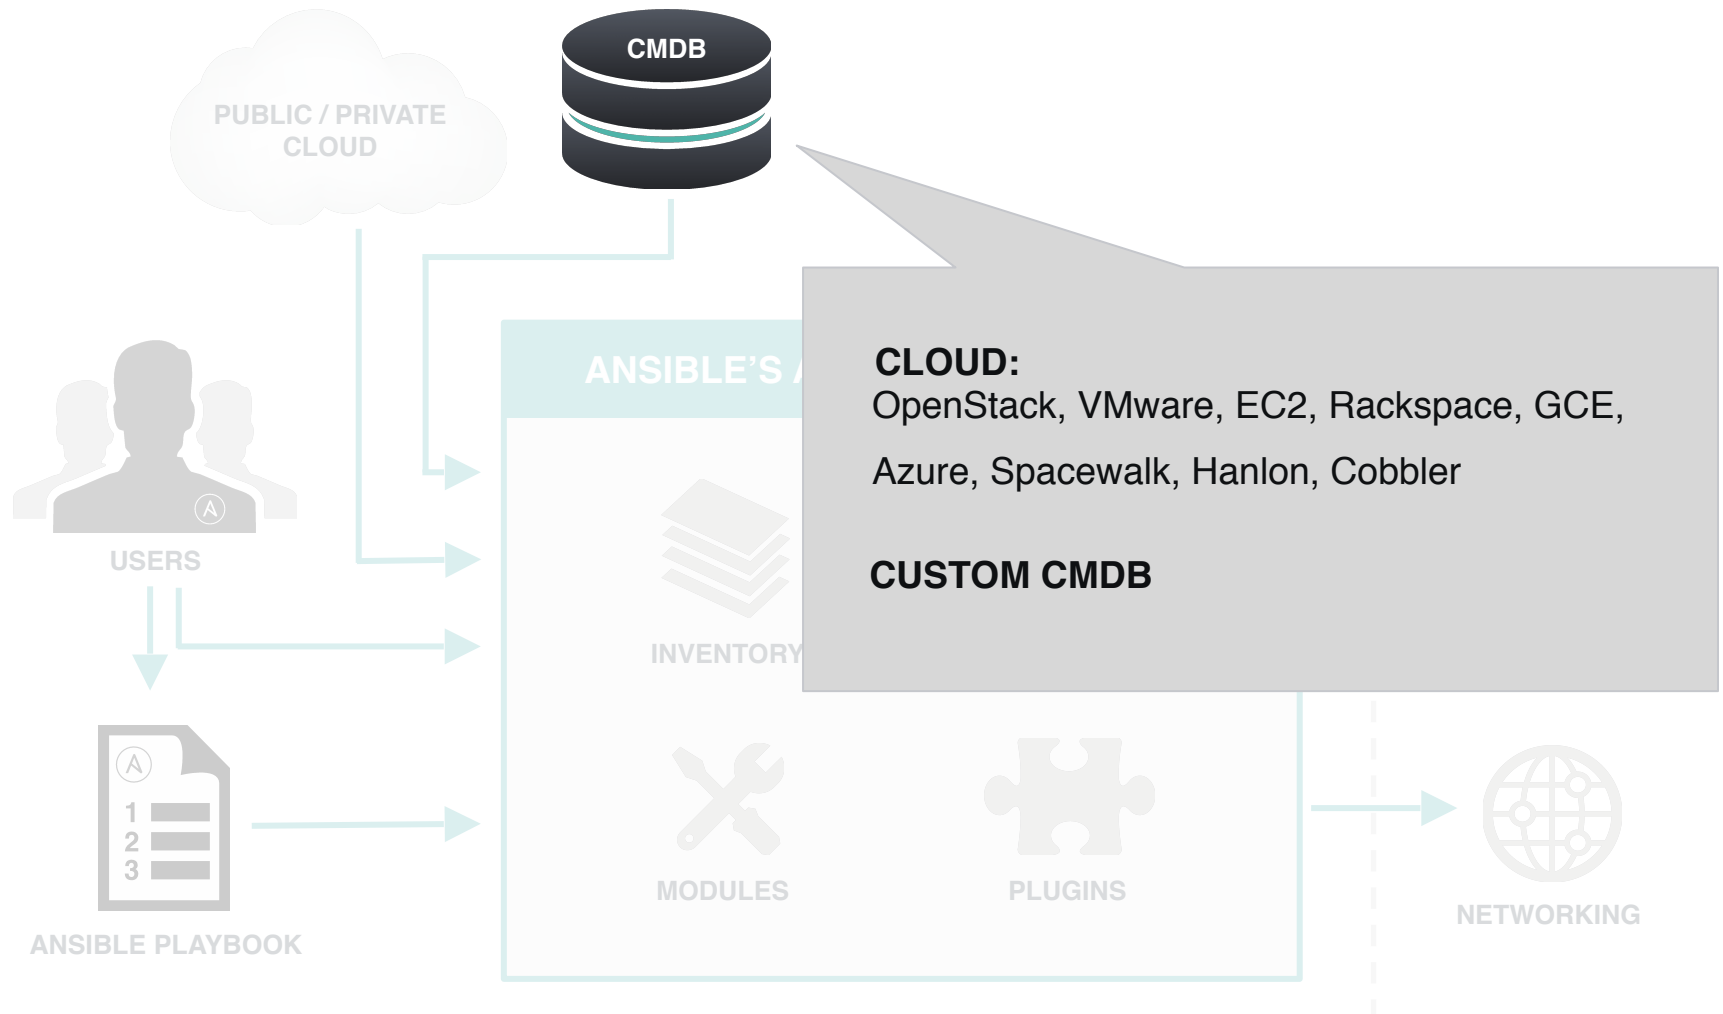 CMDB
PUBLIC / PRIVATE
CLOUD
ANSIBLE'S
CLOUD:
OpenStack, VMware, EC2, Rackspace, GCE,
Azure, Spacewalk, Hanlon, Cobbler
CUSTOM CMDB
USERS
INVENTORY
1
2
3
MODULES
PLUGINS
NETWORKING
ANSIBLE PLAYBOOK